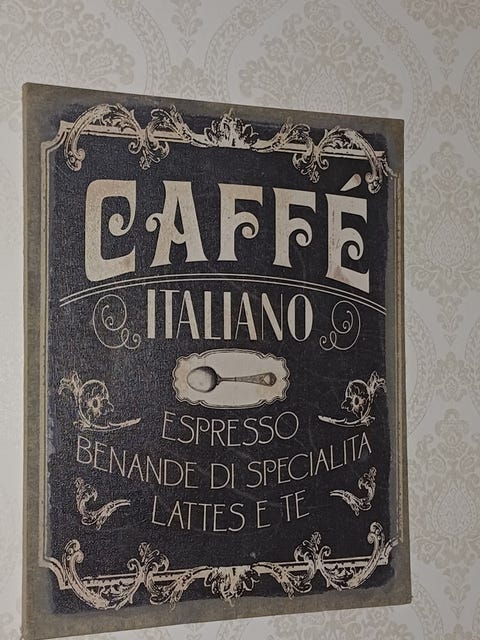 CAFFÉ
ITALIANO
ESPRESSO
BENANDE DI SPECIALITA
LATTES E TE